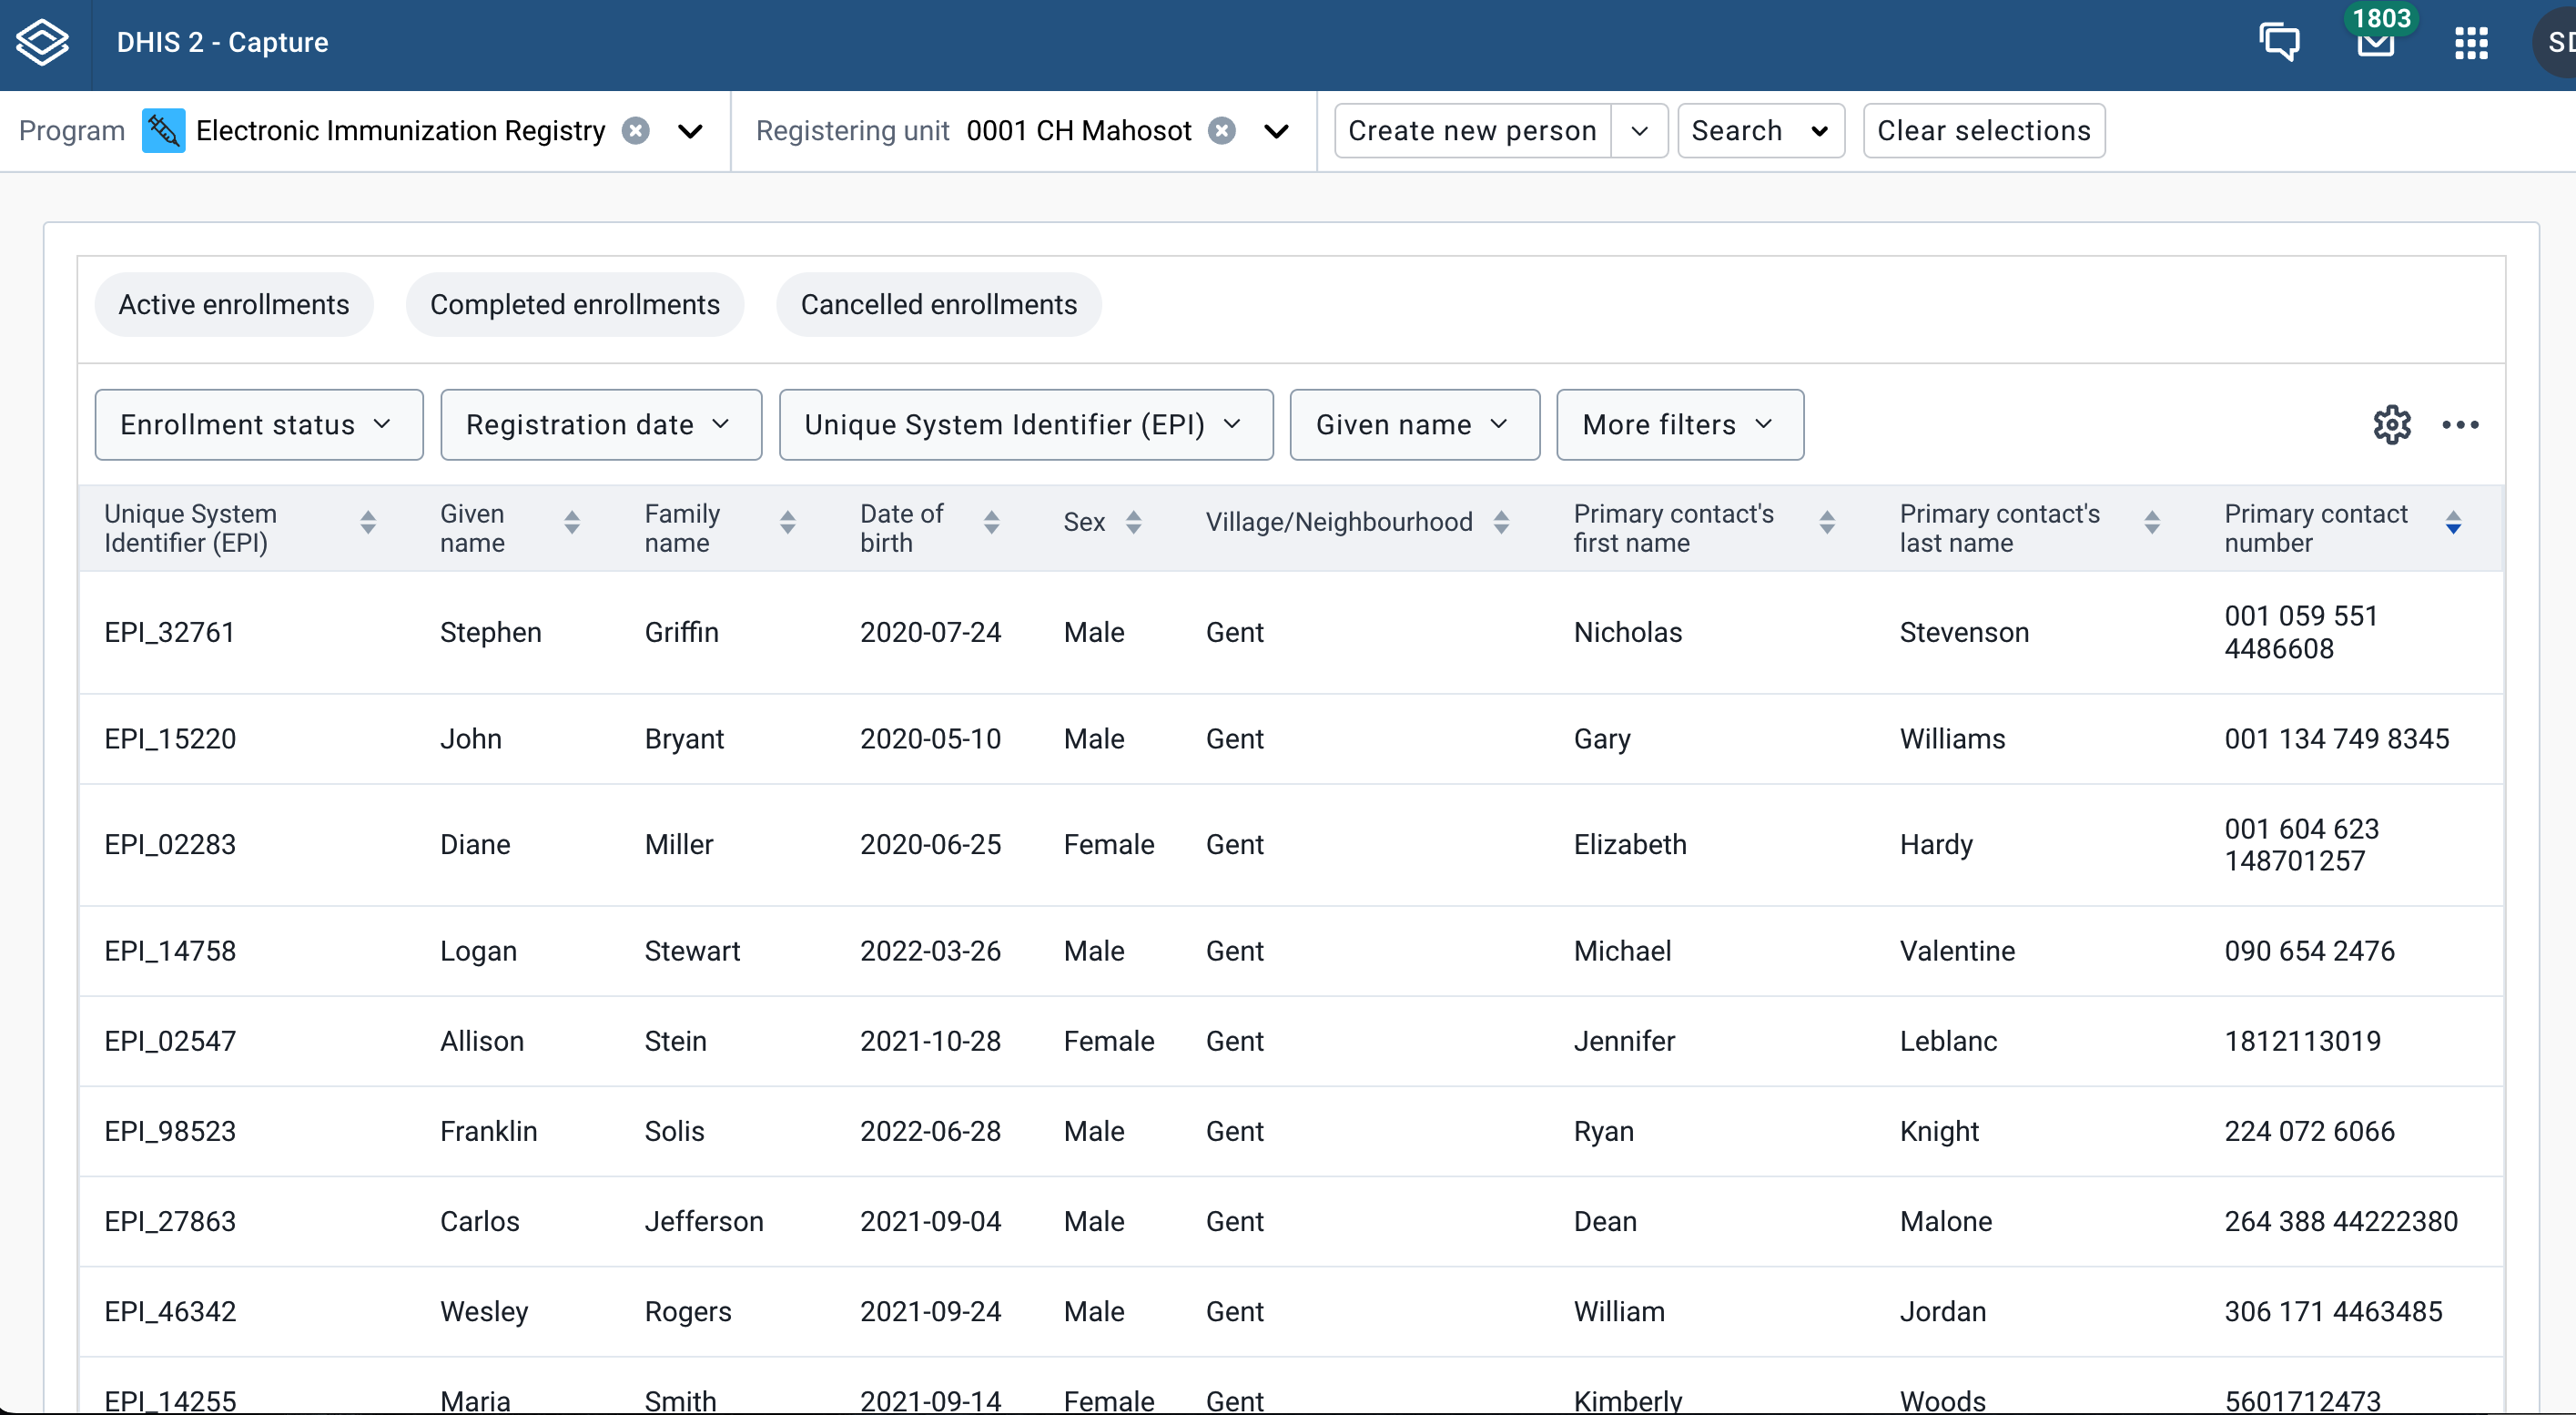 DHIS 2 - Capture
1803
Program Electronic Immunization Registry
Registering unit 0001 CH Mahosot
Create new person
Search
Clear selections
Active enrollments
Completed enrollments
Cancelled enrollments
Enrollment status
Registration date
Unique System Identifier (EPI)
Given name
More filters
Unique System
Identifier (EPI)
Given
name
Family
name
Date of
birth
Sex
Village/Neighbourhood
Primary contact's
first name
Primary contact's
last name
Primary contact
number
EPI_32761 Stephen Griffin 2020-07-24 Male Gent Nicholas Stevenson 001 059 551
4486608
EPI_15220 John Bryant 2020-05-10 Male Gent Gary Williams 001 134 749 8345
EPI_02283 Diane Miller 2020-06-25 Female Gent Elizabeth Hardy 001 604 623
148701257
EPI_14758 Logan Stewart 2022-03-26 Male Gent Michael Valentine 090 654 2476
EPI_02547 Allison Stein 2021-10-28 Female Gent Jennifer Leblanc 1812113019
EPI_98523 Franklin Solis 2022-06-28 Male Gent Ryan Knight 224 072 6066
EPI_27863 Carlos Jefferson 2021-09-04 Male Gent Dean Malone 264 388 44222380
EPI_46342 Wesley Rogers 2021-09-24 Male Gent William Jordan 306 171 4463485
EPI_14255 Maria Smith 2021-09-14 Female Gent Kimberly Woods 5601712473